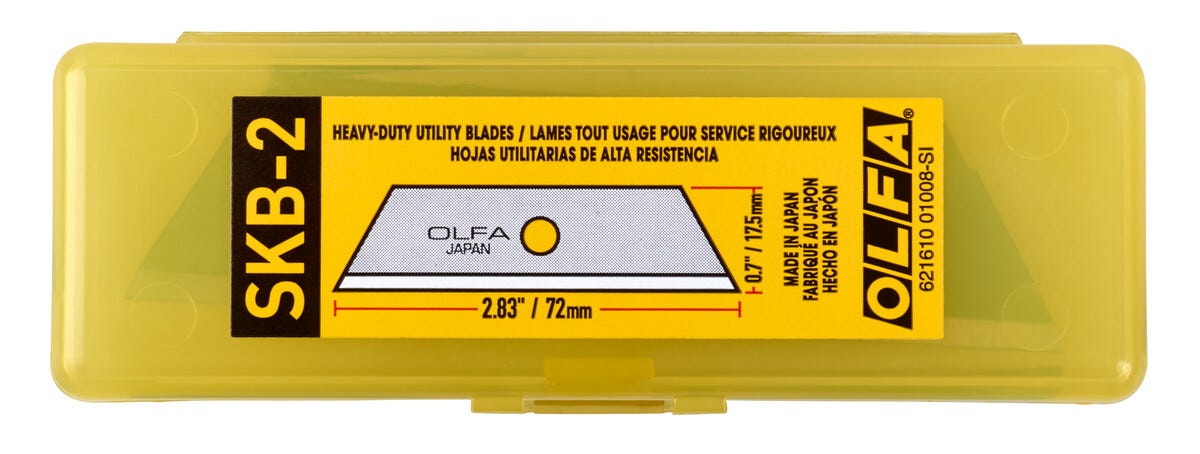 SKB-2
HEAVY-DUTY UTILITY BLADES / LAMES TOUT USAGE POUR SERVICE RIGOUREUX
HOJAS UTILITARIAS DE ALTA RESISTENCIA
OLFA
JAPAN
2.83" / 72mm
0.7" / 17.5mm
MADE IN JAPAN
FABRIQUÉ AU JAPON
HECHO EN JAPÓN
OLFA®
621610 01008-SI